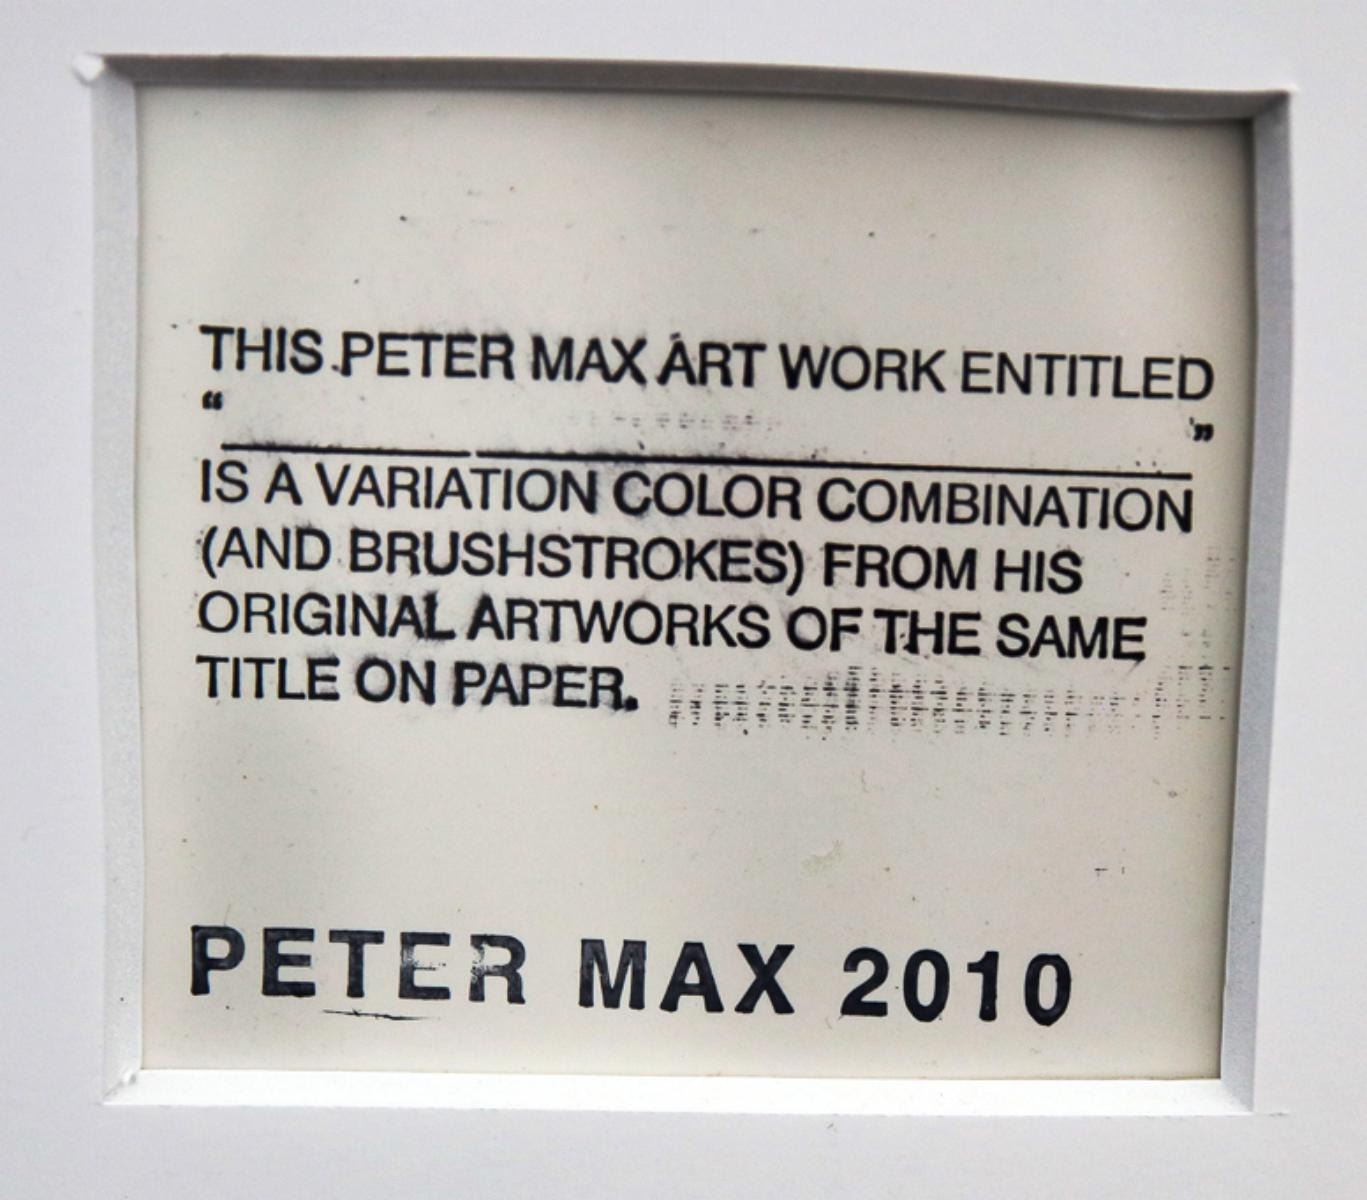 THIS PETER MAX ART WORK ENTITLED
“ ”
IS A VARIATION COLOR COMBINATION
(AND BRUSHSTROKES) FROM HIS
ORIGINAL ARTWORKS OF THE SAME
TITLE ON PAPER.
PETER MAX 2010